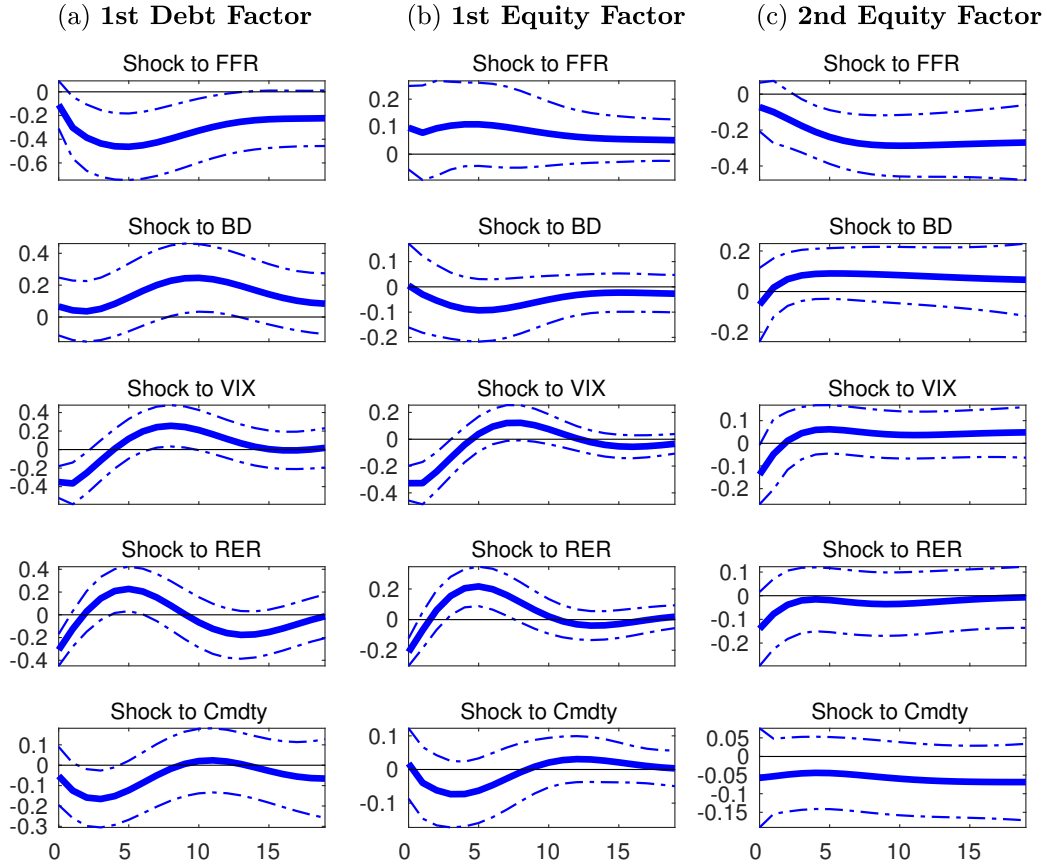 (a) 1st Debt Factor (b) 1st Equity Factor (c) 2nd Equity Factor
Shock to FFR Shock to FFR Shock to FFR
0 0.2 0
-0.2 0.1 -0.2
-0.4 0 -0.4
-0.6
Shock to BD Shock to BD Shock to BD
0.4 0.1 0.2
0.2 0 0
0 -0.1 -0.2
-0.2
Shock to VIX Shock to VIX Shock to VIX
0.4 0.2 0.1
0.2 0 0
0 -0.2 -0.1
-0.2 -0.4 -0.2
-0.4
Shock to RER Shock to RER Shock to RER
0.4 0.2 0.1
0.2 0 0
0 -0.2 -0.1
-0.2 -0.2
-0.4
Shock to Cmdty Shock to Cmdty Shock to Cmdty
0.1 0.1 0.05
0 0 0
-0.1 -0.1 -0.05
-0.2 -0.15
-0.3
0 5 10 15 0 5 10 15 0 5 10 15